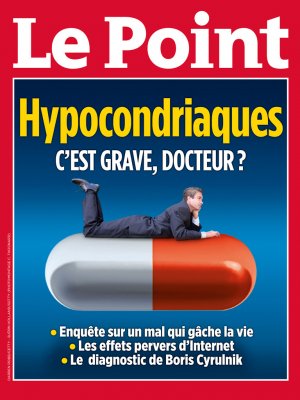 Le Point
Hypocondriaques
C'EST GRAVE, DOCTEUR ?
• Enquête sur un mal qui gâche la vie
• Les effets pervers d'Internet
• Le diagnostic de Boris Cyrulnik